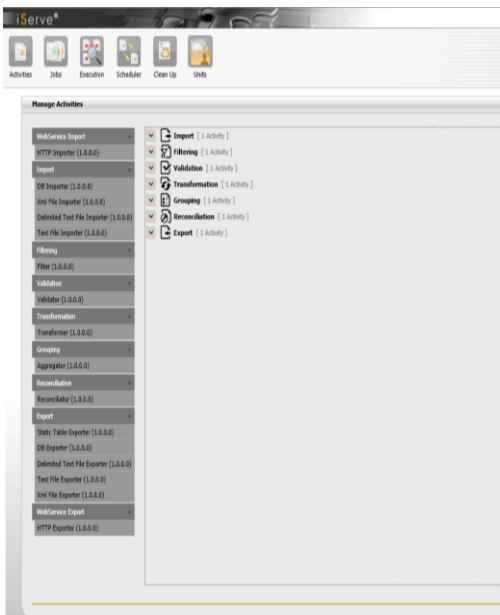 iServe®
Activities Jobs Execution Scheduler Clean Up Units
Manage Activities
WebService Import
HTTP Importer (1.0.0.0)
Import
DB Importer (1.0.0.0)
Xml File Importer (1.0.0.0)
Delimited Text File Importer (1.0.0.0)
Text File Importer (1.0.0.0)
Filtering
Filter (1.0.0.0)
Validation
Validator (1.0.0.0)
Transformation
Transformer (1.0.0.0)
Grouping
Aggregator (1.0.0.0)
Reconciliation
Reconciliator (1.0.0.0)
Export
Static Table Exporter (1.0.0.0)
DB Exporter (1.0.0.0)
Delimited Text File Exporter (1.0.0.0)
Text File Exporter (1.0.0.0)
Xml File Exporter (1.0.0.0)
WebService Export
HTTP Exporter (1.0.0.0)
Import [ 1 Activity ]
Filtering [ 1 Activity ]
Validation [ 1 Activity ]
Transformation [ 1 Activity ]
Grouping [ 1 Activity ]
Reconciliation [ 1 Activity ]
Export [ 1 Activity ]